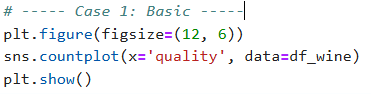 # ----- Case 1: Basic -----
plt.figure(figsize=(12, 6))
sns.countplot(x='quality', data=df_wine)
plt.show()